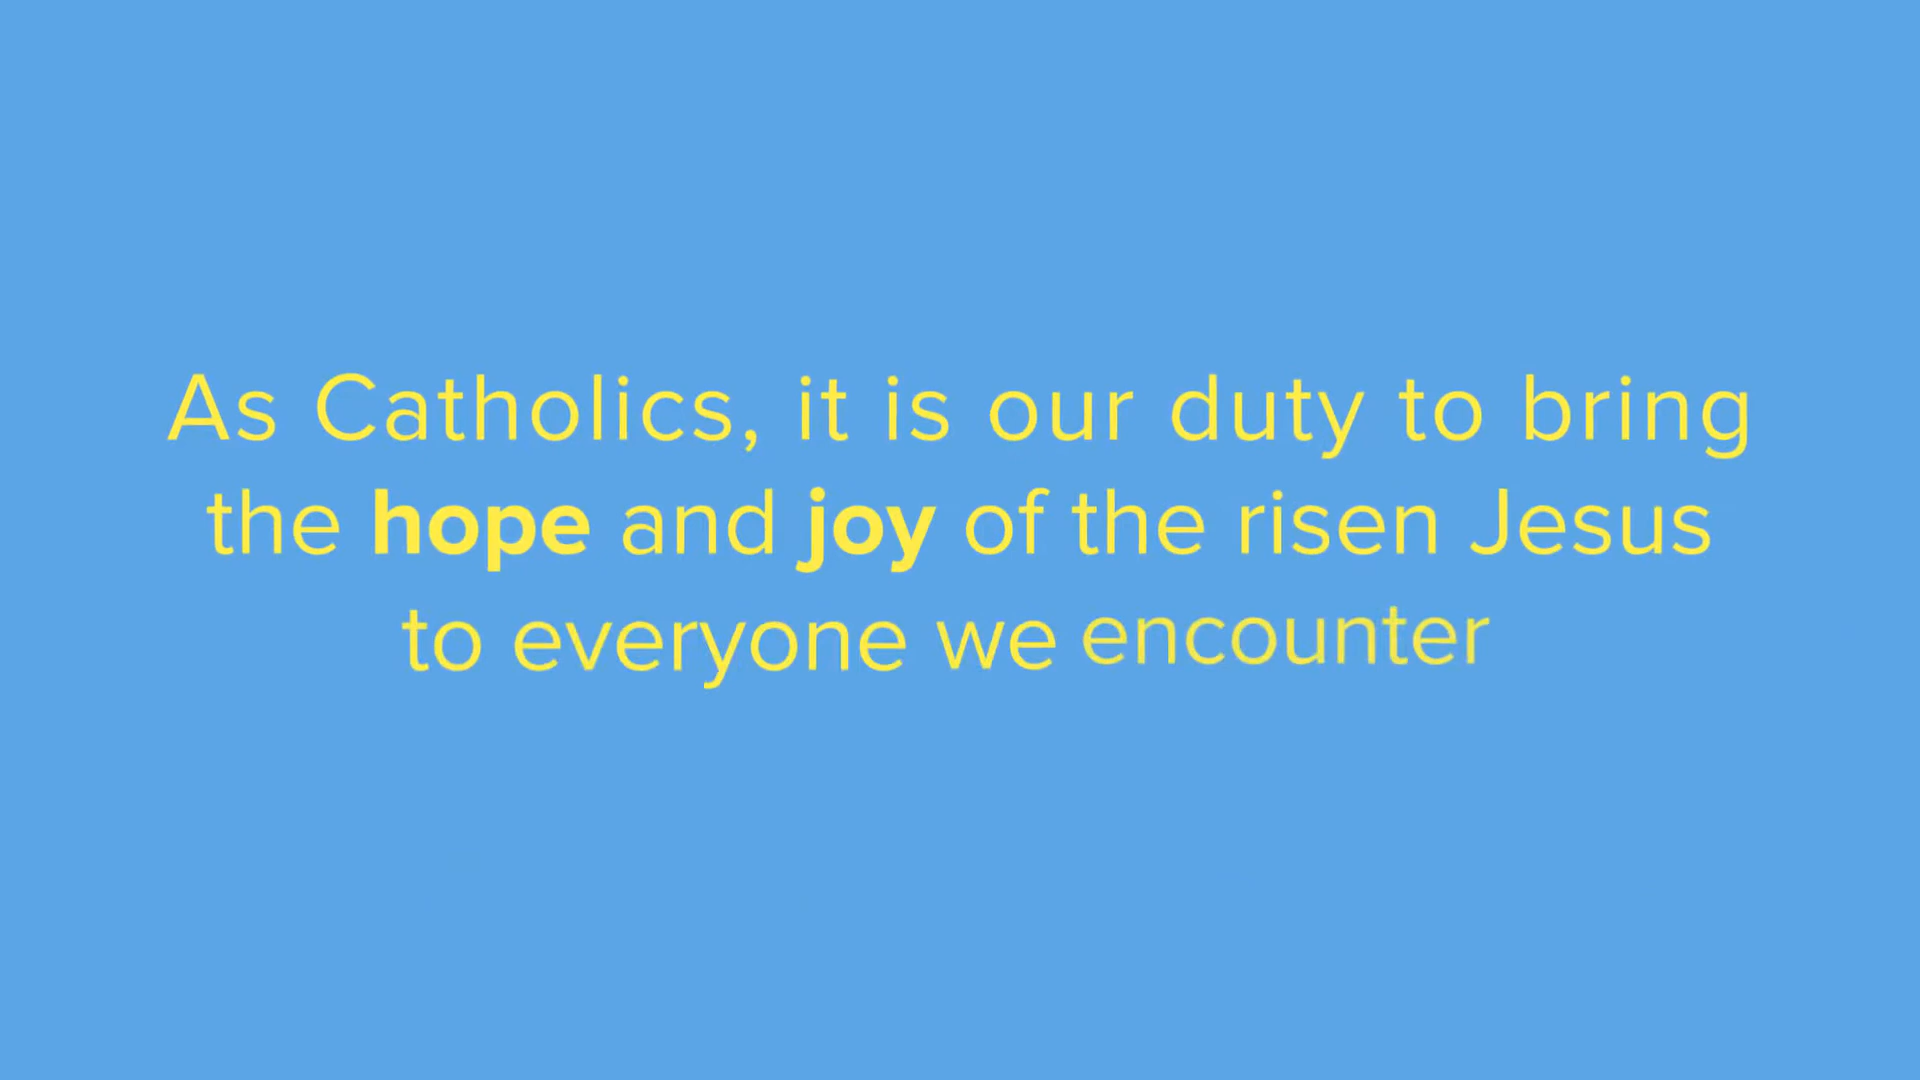 As Catholics, it is our duty to bring
the hope and joy of the risen Jesus
to everyone we encounter